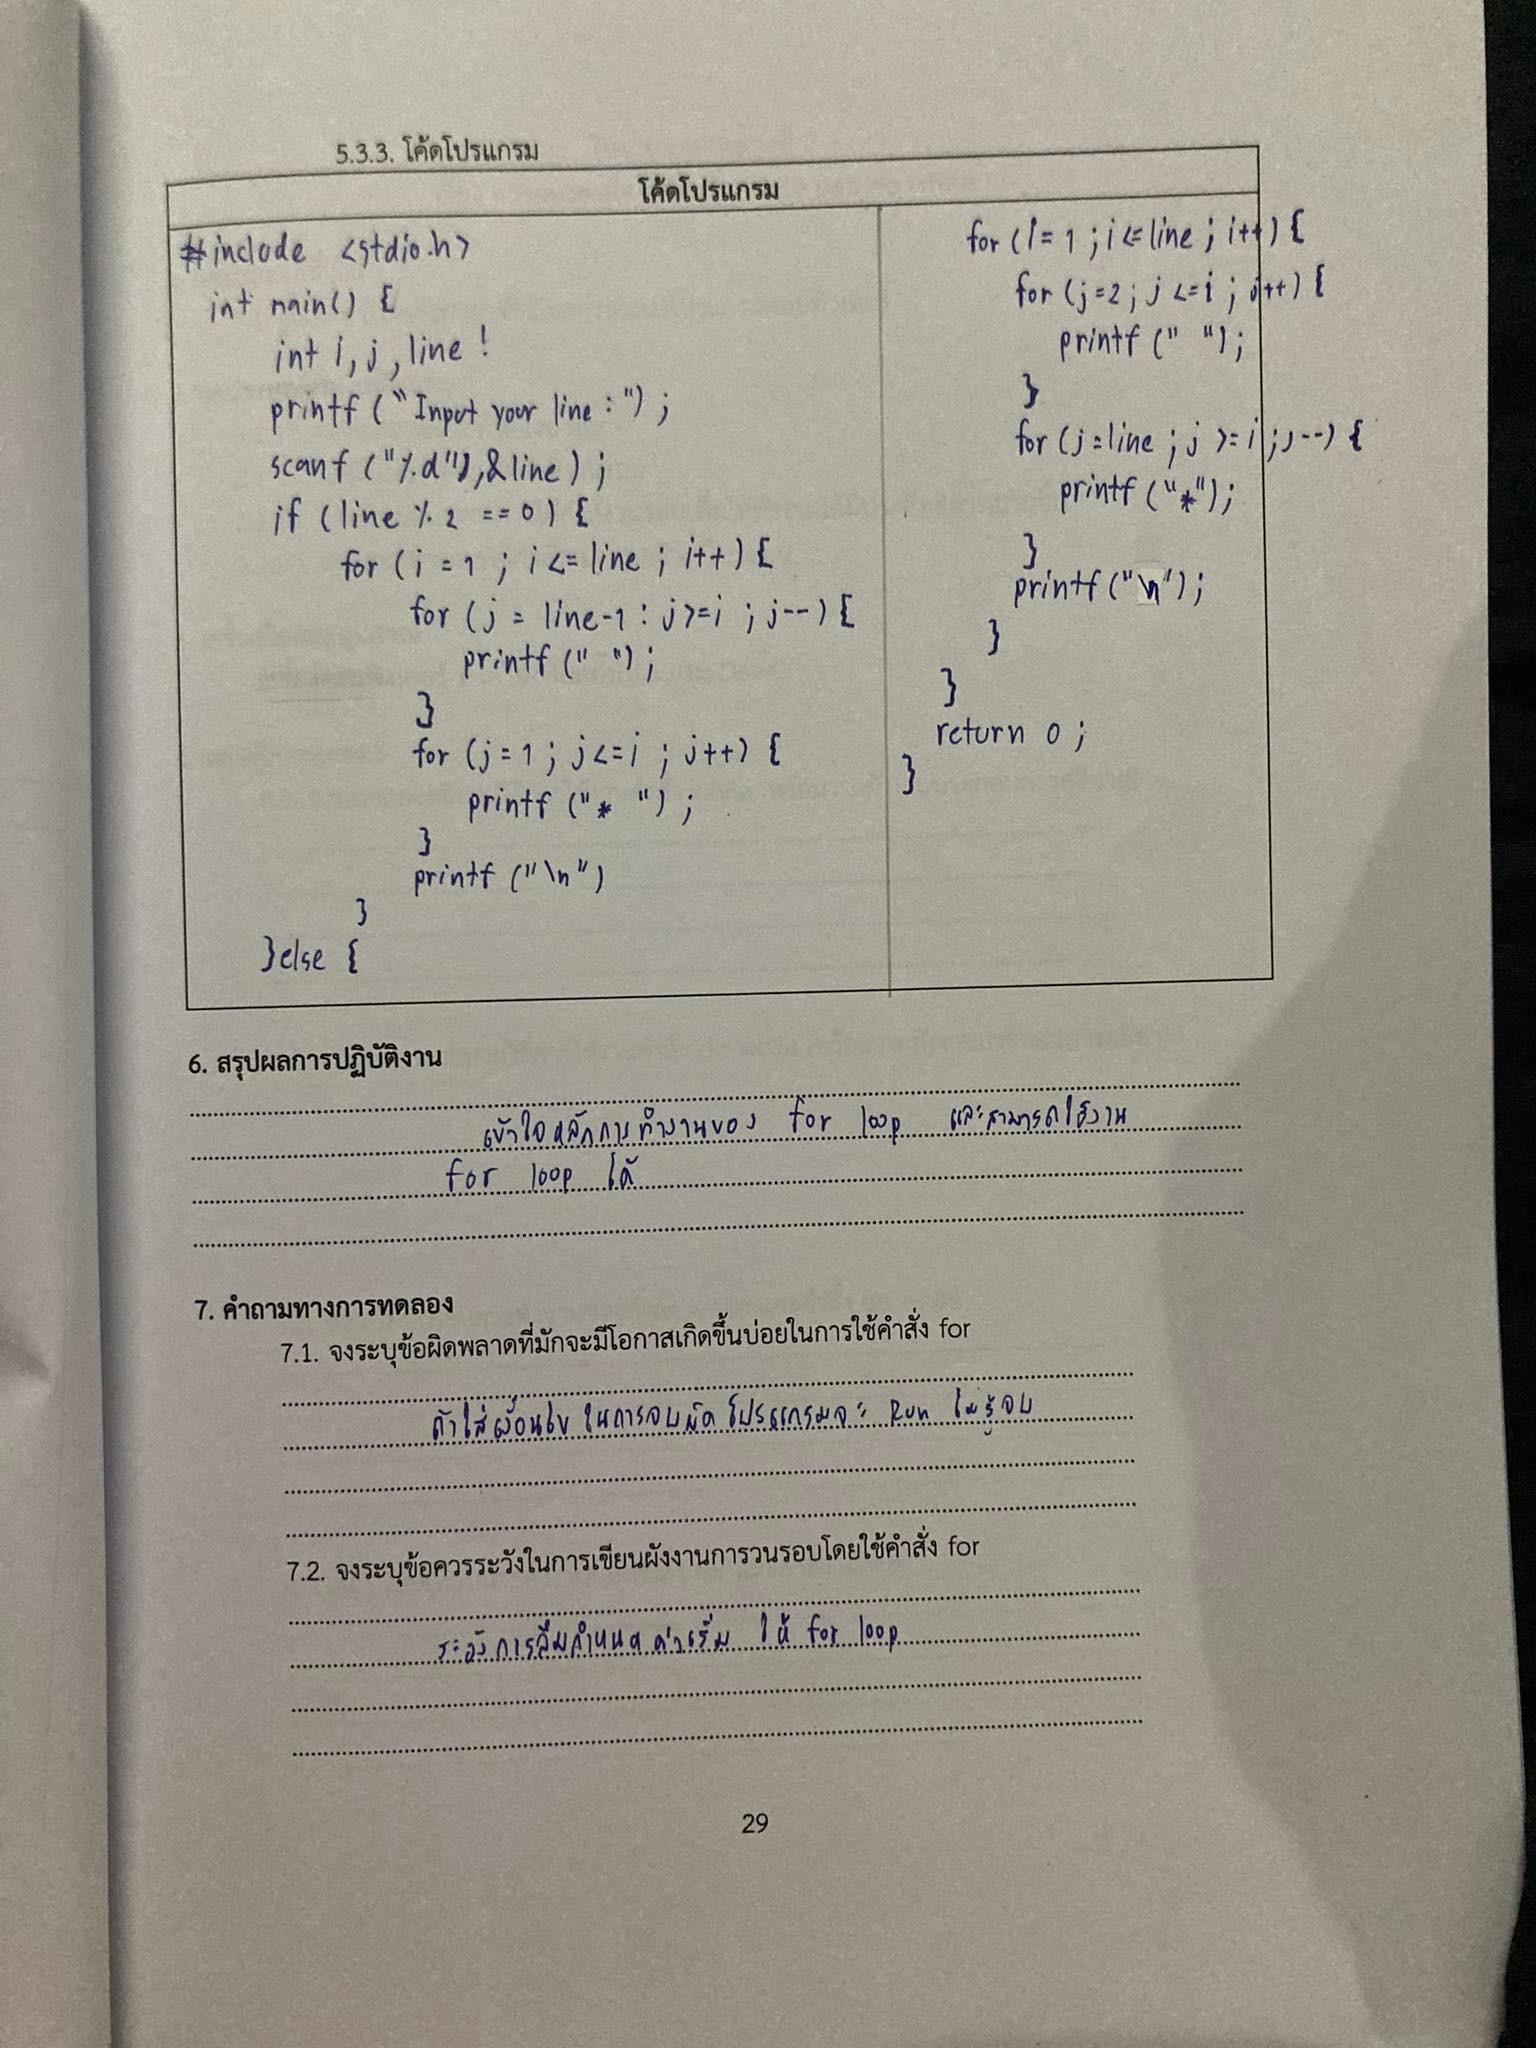 5.3.3. โค้ดโปรแกรม
โค้ดโปรแกรม
#include <stdio.h>
int main() {
int i, j , line !
printf ("Input your line : ") ;
scanf ("%d"),&line) ;
if (line % 2 == 0) {
for (i = 1 ; i <= line ; i++) {
for (j = line-1 : j>=i ; j--) {
printf (" ") ;
}
for (j=1 ; j<=i ; j++) {
printf ("* ") ;
}
printf ("\n")
}
}else {
for (i= 1 ; i<=line ; i++) {
for (j=2 ; j <=i ; j++) {
printf (" ") ;
}
for (j=line ; j >= i ;j--) {
printf ("*");
}
printf ("\n");
}
}
return 0 ;
}
6. สรุปผลการปฏิบัติงาน
เข้าใจหลักการทำงานของ for loop และสามารถใช้งาน
for loop ได้
7. คำถามทางการทดลอง
7.1. จงระบุข้อผิดพลาดที่มักจะมีโอกาสเกิดขึ้นบ่อยในการใช้คำสั่ง for
ถ้าใส่เงื่อนไข ในการจบผิด โปรแกรมจะ Run ไม่รู้จบ
7.2. จงระบุข้อควรระวังในการเขียนผังงานการวนรอบโดยใช้คำสั่ง for
ระวังการลืมกำหนดค่าเริ่ม ให้ for loop
29